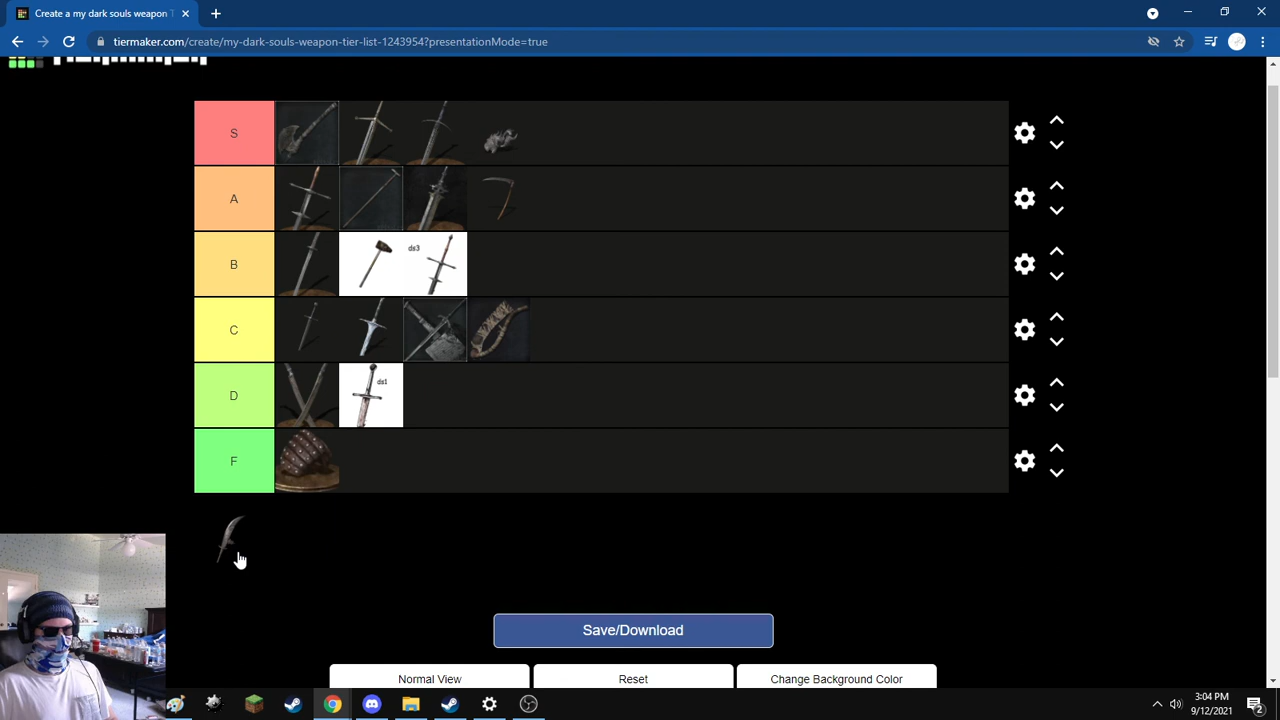 Create a my dark souls weapon T
tiermaker.com/create/my-dark-souls-weapon-tier-list-1243954?presentationMode=true
S
A
B
ds3
C
D
ds1
F
Save/Download
Normal View
Reset
Change Background Color
3:04 PM
9/12/2021
2